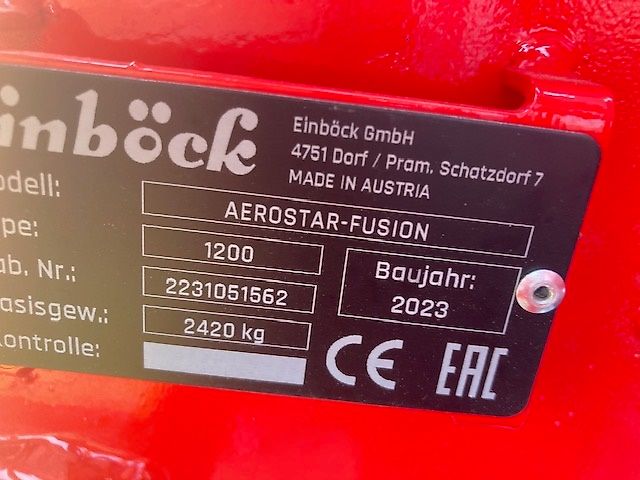 einböck
Einböck GmbH
4751 Dorf / Pram, Schatzdorf 7
MADE IN AUSTRIA
odell: AEROSTAR-FUSION
pe: 1200
ab. Nr.: 2231051562
asisgew.: 2420 kg
ontrolle:
Baujahr:
2023
CE EAC